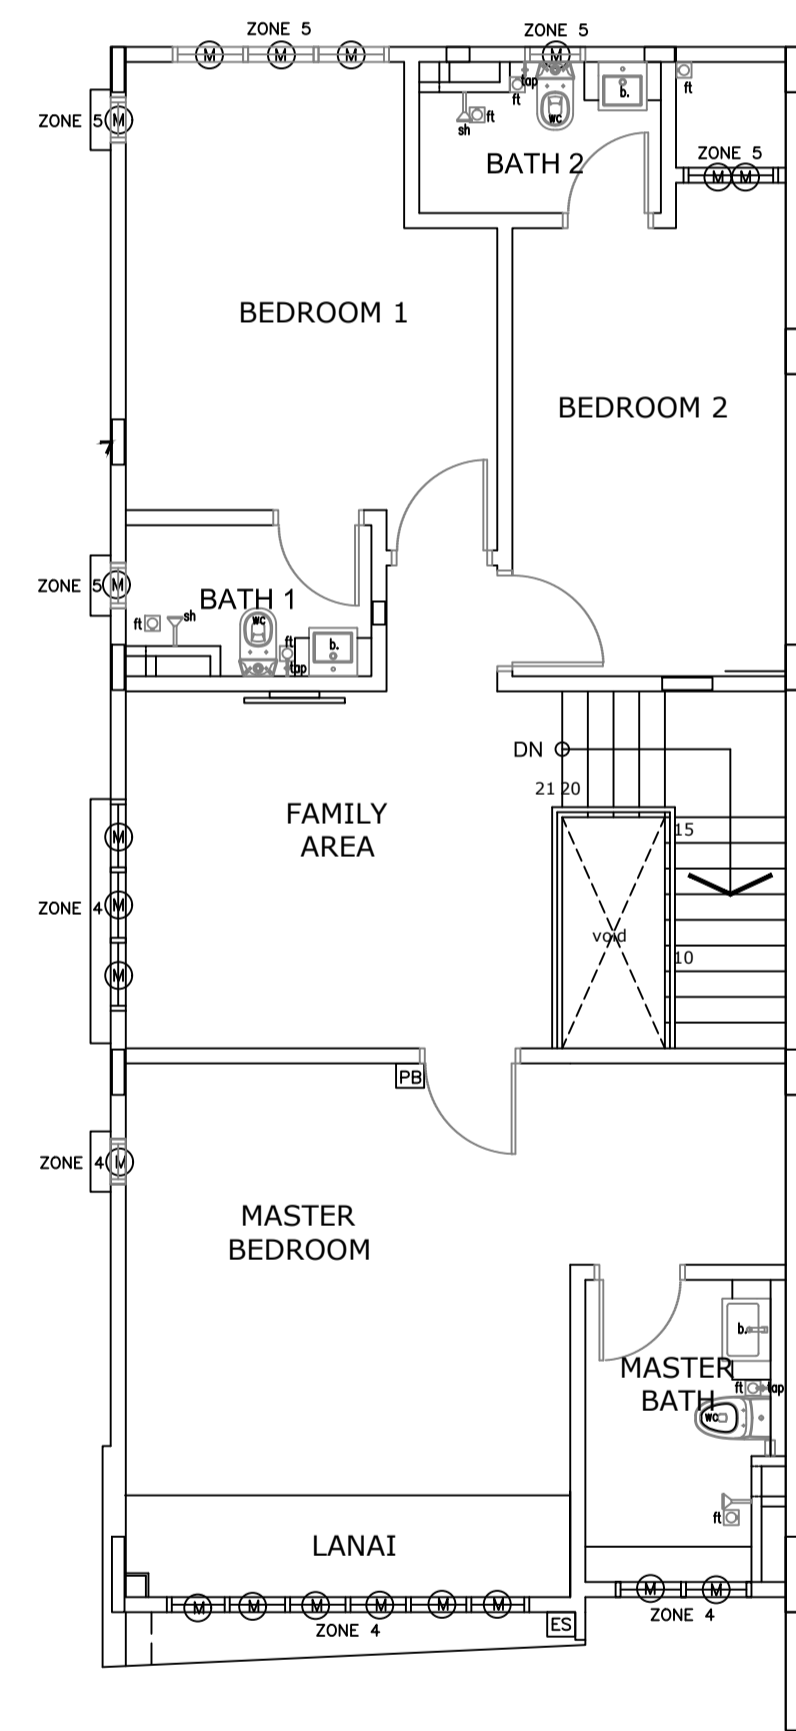 ZONE 5
ZONE 5
M
M
M
M
tap
ft
b.
ft
wc
ft
sh
ZONE 5
M
BATH 2
ZONE 5
M
M
BEDROOM 1
BEDROOM 2
ZONE 5
M
BATH 1
ft
sh
wc
ft
tap
b.
DN
21 20
FAMILY
AREA
15
M
ZONE 4
M
void
10
M
PB
ZONE 4
M
MASTER
BEDROOM
b.
MASTER
BATH
ft
tap
wc
ft
LANAI
M
M
M
M
M
M
ZONE 4
ES
M
M
ZONE 4